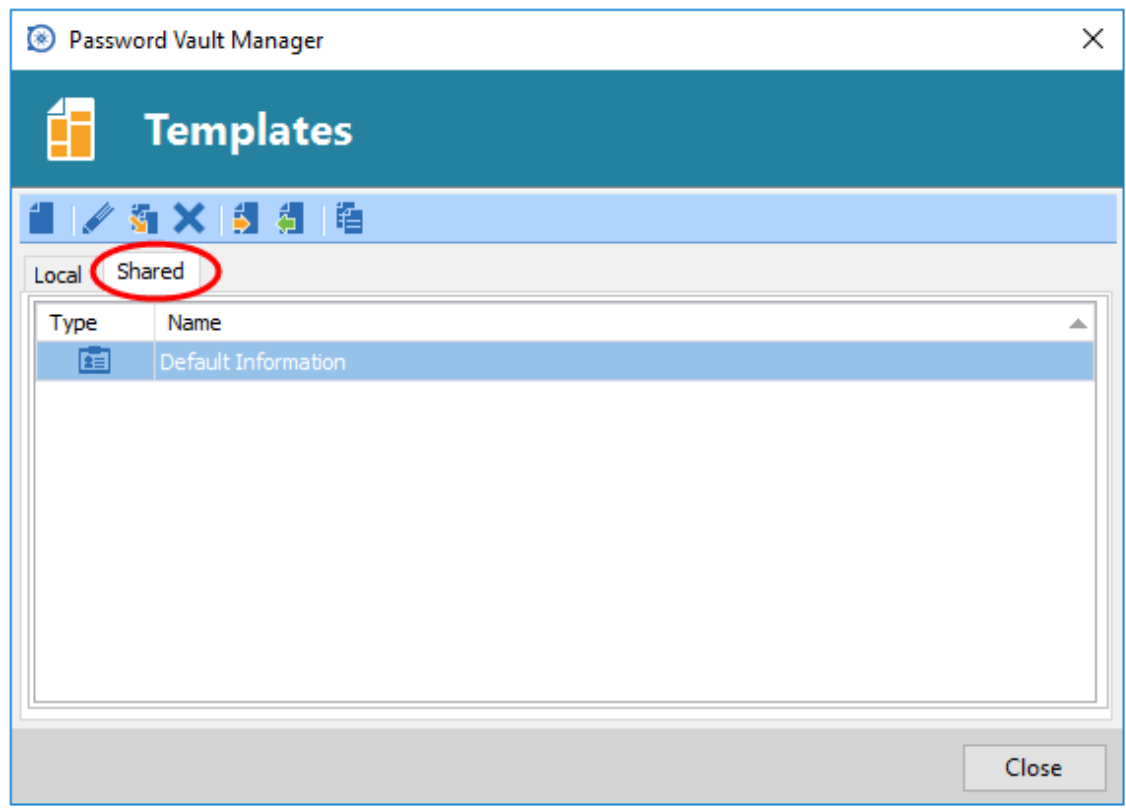 Password Vault Manager
Templates
Local Shared
Type Name
Default Information
Close